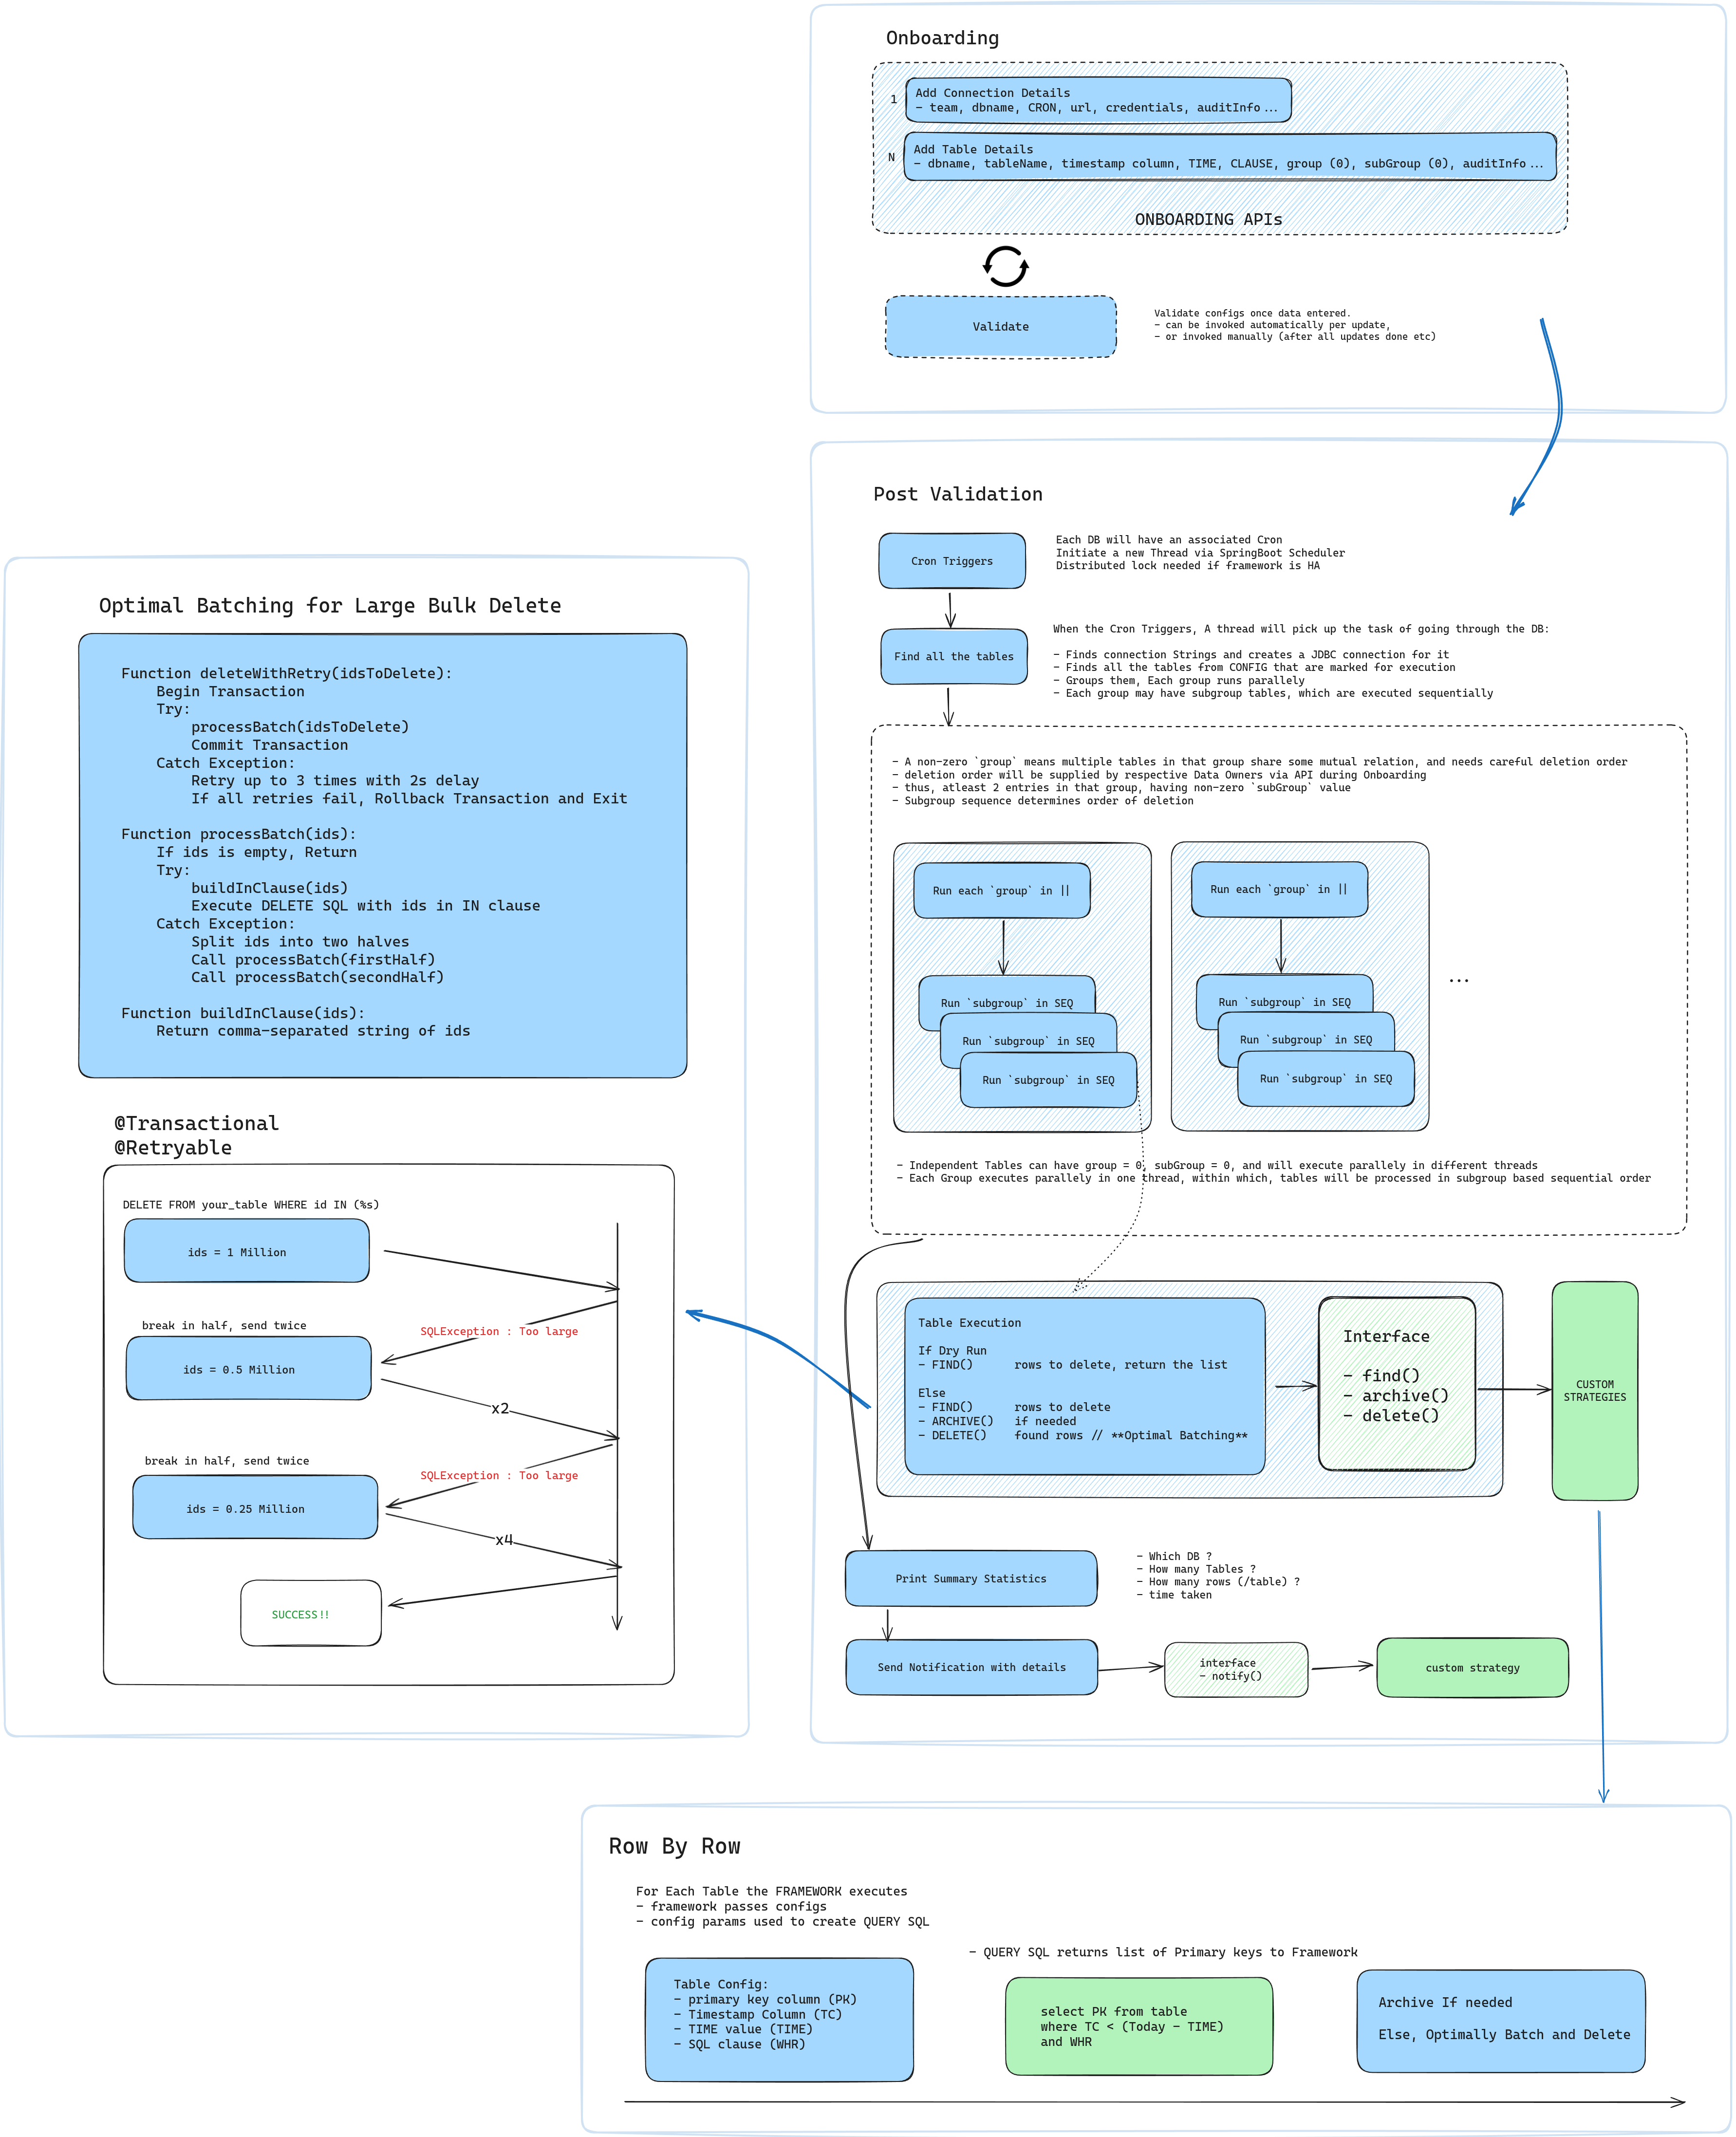 Onboarding
1
Add Connection Details
- team, dbname, CRON, url, credentials, auditInfo...
N
Add Table Details
- dbname, tableName, timestamp column, TIME, CLAUSE, group (0), subGroup (0), auditInfo...
ONBOARDING APIs
Validate
Validate configs once data entered.
- can be invoked automatically per update,
- or invoked manually (after all updates done etc)
Post Validation
Cron Triggers
Each DB will have an associated Cron
Initiate a new Thread via SpringBoot Scheduler
Distributed lock needed if framework is HA
Find all the tables
When the Cron Triggers, A thread will pick up the task of going through the DB:
- Finds connection Strings and creates a JDBC connection for it
- Finds all the tables from CONFIG that are marked for execution
- Groups them, Each group runs parallely
- Each group may have subgroup tables, which are executed sequentially
- A non-zero `group` means multiple tables in that group share some mutual relation, and needs careful deletion order
- deletion order will be supplied by respective Data Owners via API during Onboarding
- thus, atleast 2 entries in that group, having non-zero `subGroup` value
- Subgroup sequence determines order of deletion
Run each `group` in ||
Run `subgroup` in SEQ
Run `subgroup` in SEQ
Run `subgroup` in SEQ
Run each `group` in ||
Run `subgroup` in SEQ
Run `subgroup` in SEQ
Run `subgroup` in SEQ
...
- Independent Tables can have group = 0, subGroup = 0, and will execute parallely in different threads
- Each Group executes parallely in one thread, within which, tables will be processed in subgroup based sequential order
Table Execution
If Dry Run
- FIND() rows to delete, return the list
Else
- FIND() rows to delete
- ARCHIVE() if needed
- DELETE() found rows // **Optimal Batching**
Interface
- find()
- archive()
- delete()
CUSTOM
STRATEGIES
Print Summary Statistics
- Which DB ?
- How many Tables ?
- How many rows (/table) ?
- time taken
Send Notification with details
interface
- notify()
custom strategy
Optimal Batching for Large Bulk Delete
Function deleteWithRetry(idsToDelete):
Begin Transaction
Try:
processBatch(idsToDelete)
Commit Transaction
Catch Exception:
Retry up to 3 times with 2s delay
If all retries fail, Rollback Transaction and Exit
Function processBatch(ids):
If ids is empty, Return
Try:
buildInClause(ids)
Execute DELETE SQL with ids in IN clause
Catch Exception:
Split ids into two halves
Call processBatch(firstHalf)
Call processBatch(secondHalf)
Function buildInClause(ids):
Return comma-separated string of ids
@Transactional
@Retryable
DELETE FROM your_table WHERE id IN (%s)
ids = 1 Million
SQLException : Too large
break in half, send twice
ids = 0.5 Million
x2
SQLException : Too large
break in half, send twice
ids = 0.25 Million
x4
SUCCESS!!
Row By Row
For Each Table the FRAMEWORK executes
- framework passes configs
- config params used to create QUERY SQL
- QUERY SQL returns list of Primary keys to Framework
Table Config:
- primary key column (PK)
- Timestamp Column (TC)
- TIME value (TIME)
- SQL clause (WHR)
select PK from table
where TC < (Today - TIME)
and WHR
Archive If needed
Else, Optimally Batch and Delete